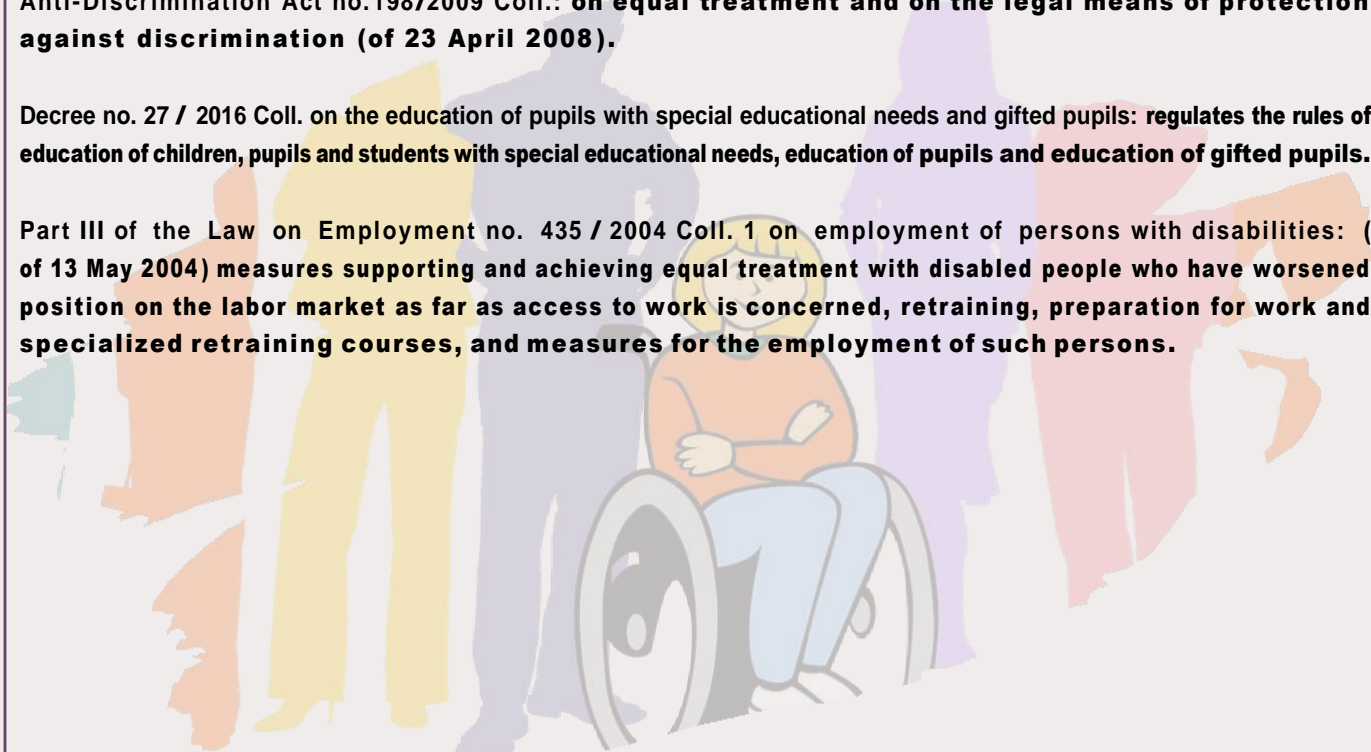 Anti-Discrimination Act no.198/2009 Coll.: on equal treatment and on the legal means of protection
against discrimination (of 23 April 2008).
Decree no. 27 / 2016 Coll. on the education of pupils with special educational needs and gifted pupils: regulates the rules of
education of children, pupils and students with special educational needs, education of pupils and education of gifted pupils.
Part III of the Law on Employment no. 435 / 2004 Coll. 1 on employment of persons with disabilities: (
of 13 May 2004) measures supporting and achieving equal treatment with disabled people who have worsened
position on the labor market as far as access to work is concerned, retraining, preparation for work and
specialized retraining courses, and measures for the employment of such persons.